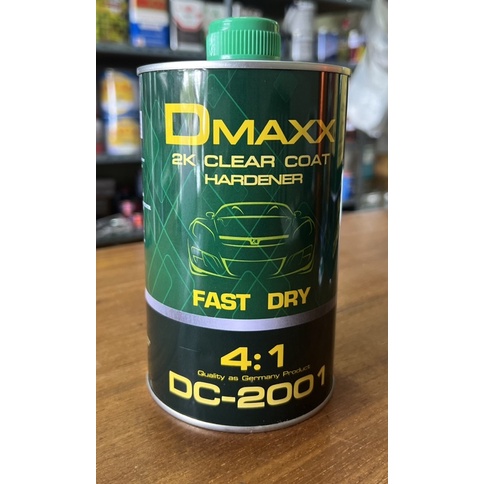 DMAXX
2K CLEAR COAT
HARDENER
FAST DRY
4:1
Quality as Germany Product
DC-2001